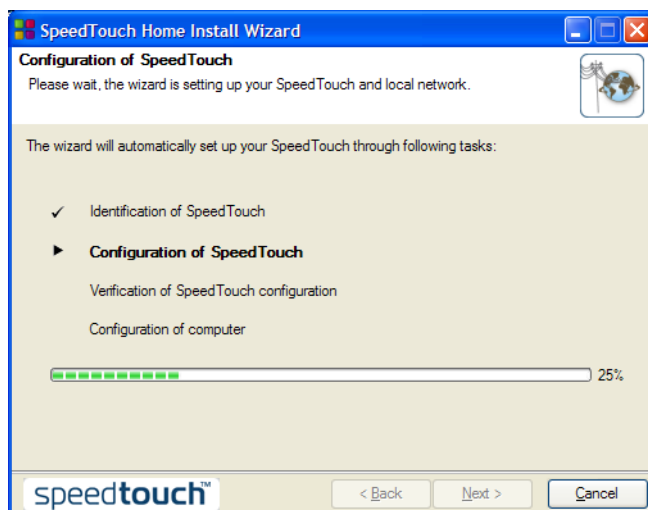 SpeedTouch Home Install Wizard
Configuration of SpeedTouch
Please wait, the wizard is setting up your SpeedTouch and local network.
The wizard will automatically set up your SpeedTouch through following tasks:
✓ Identification of SpeedTouch
► Configuration of SpeedTouch
Verification of SpeedTouch configuration
Configuration of computer
25%
speedtouch™
< Back Next > Cancel